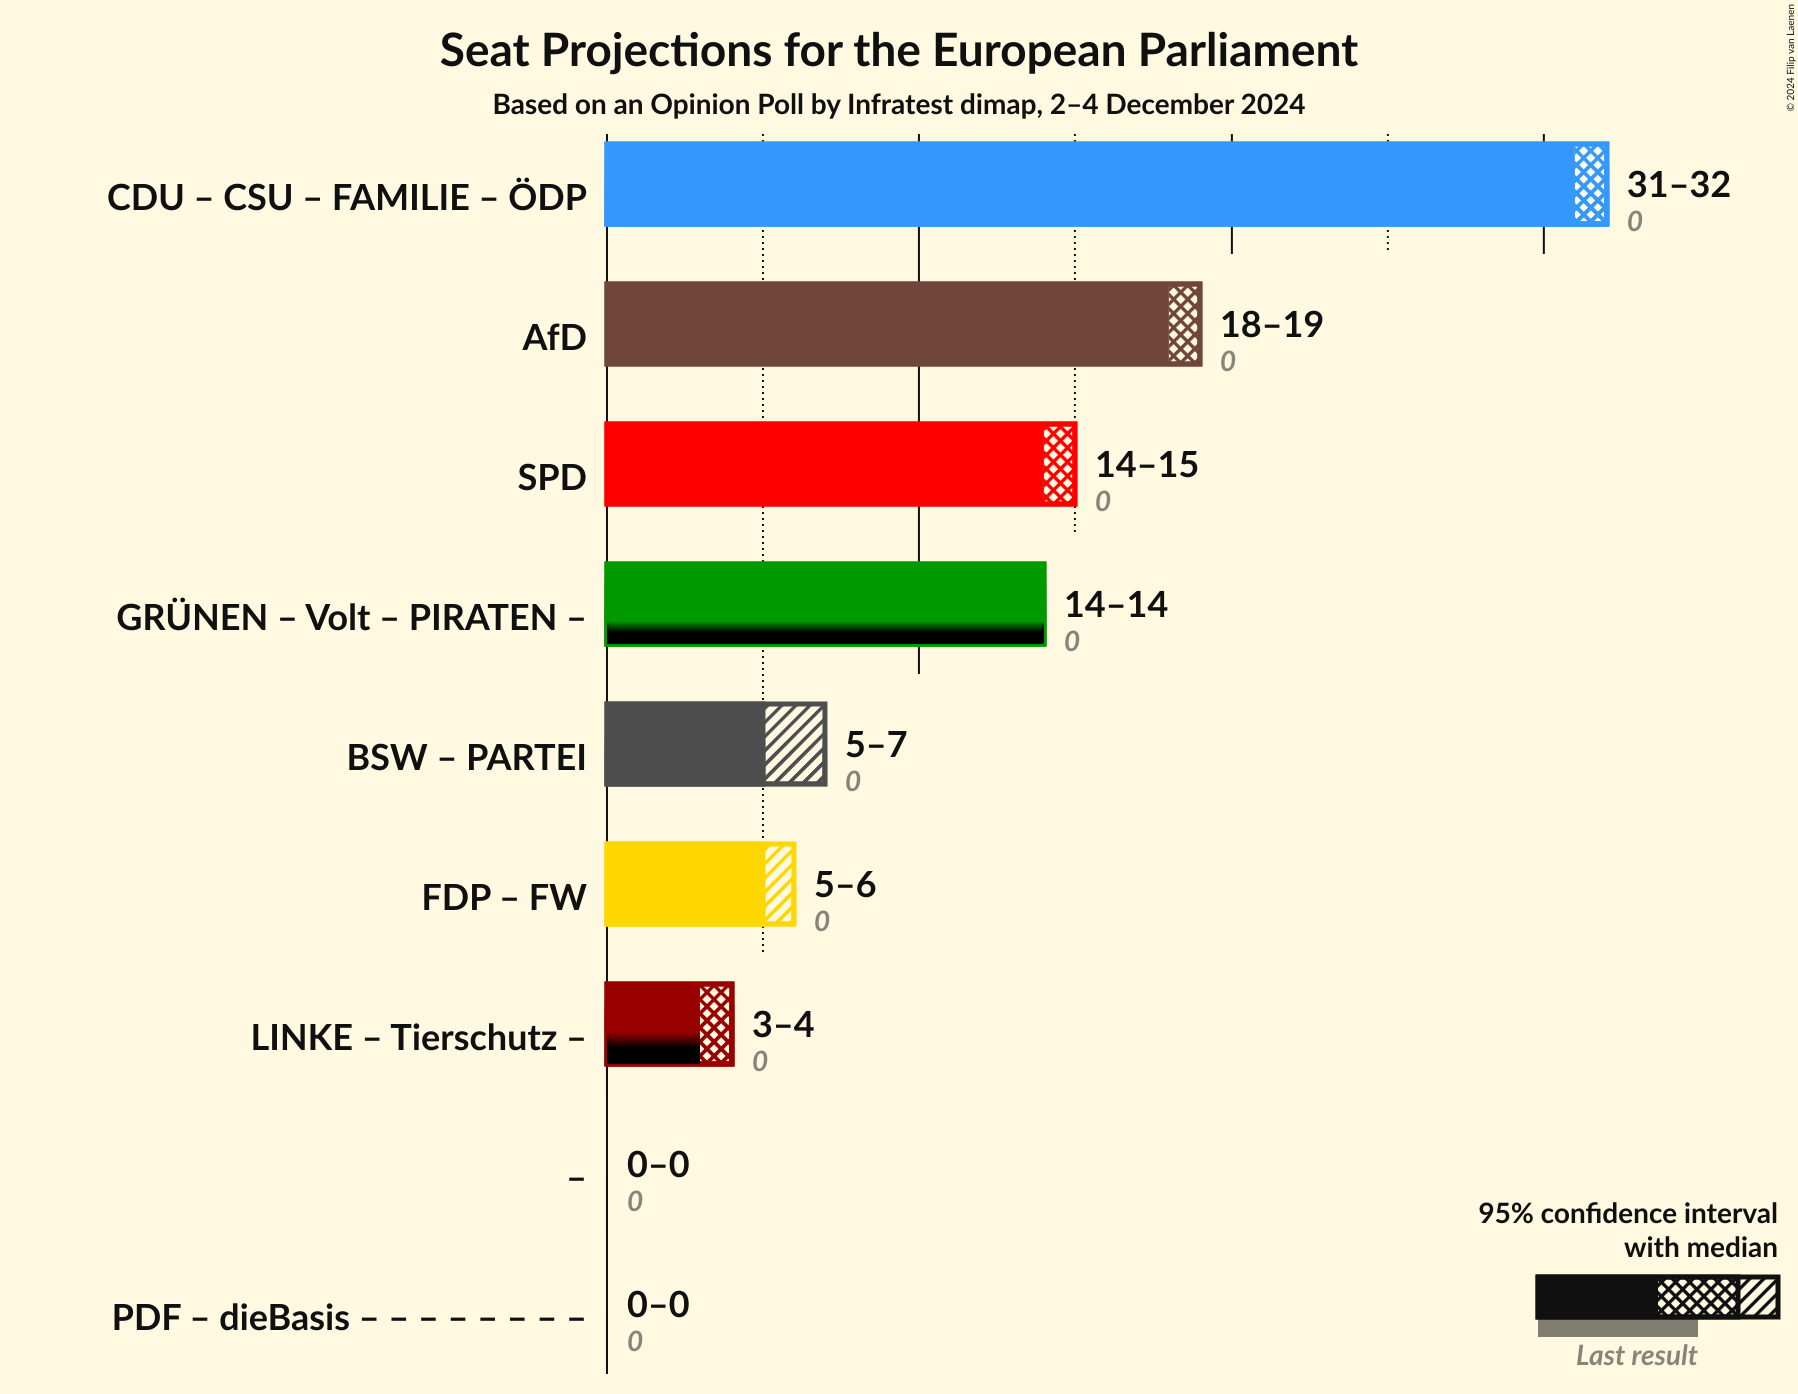 Seat Projections for the European Parliament
Based on an Opinion Poll by Infratest dimap, 2–4 December 2024
© 2024 Filip van Laenen
CDU – CSU – FAMILIE – ÖDP
31–32
0
AfD
18–19
0
SPD
14–15
0
GRÜNEN – Volt – PIRATEN –
14–14
0
BSW – PARTEI
5–7
0
FDP – FW
5–6
0
LINKE – Tierschutz –
3–4
0
–
0–0
0
PDF – dieBasis – – – – – – – –
0–0
0
95% confidence interval
with median
Last result